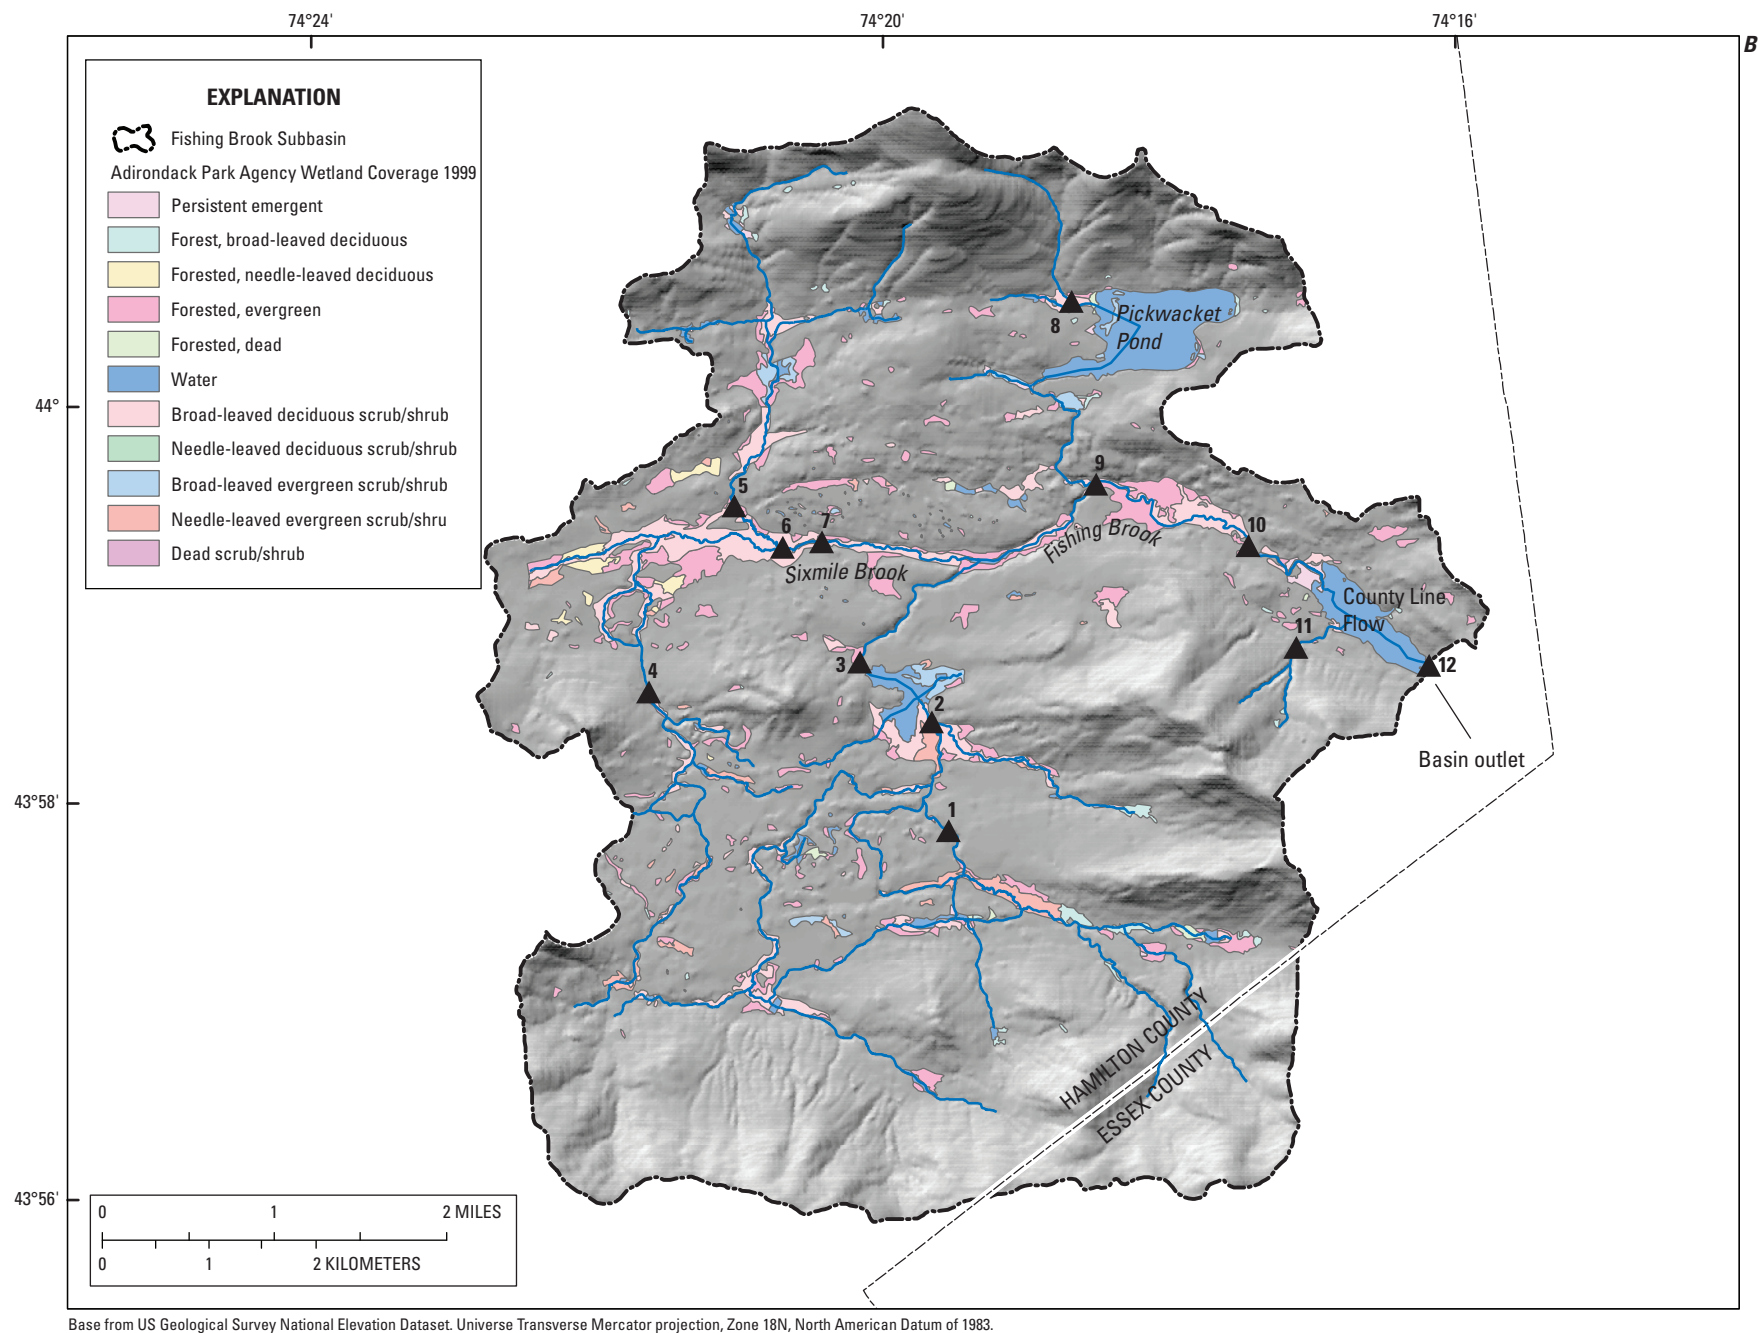 74°24'
74°20'
74°16'
B
EXPLANATION
Fishing Brook Subbasin
Adirondack Park Agency Wetland Coverage 1999
Persistent emergent
Forest, broad-leaved deciduous
Forested, needle-leaved deciduous
Forested, evergreen
Forested, dead
Water
Broad-leaved deciduous scrub/shrub
Needle-leaved deciduous scrub/shrub
Broad-leaved evergreen scrub/shrub
Needle-leaved evergreen scrub/shru
Dead scrub/shrub
8
Pickwacket
Pond
44°
9
5
6
7
10
Fishing Brook
Sixmile Brook
County Line
Flow
11
3
4
12
2
Basin outlet
43°58'
1
HAMILTON COUNTY
ESSEX COUNTY
43°56'
0 1 2 MILES
0 1 2 KILOMETERS
Base from US Geological Survey National Elevation Dataset. Universe Transverse Mercator projection, Zone 18N, North American Datum of 1983.